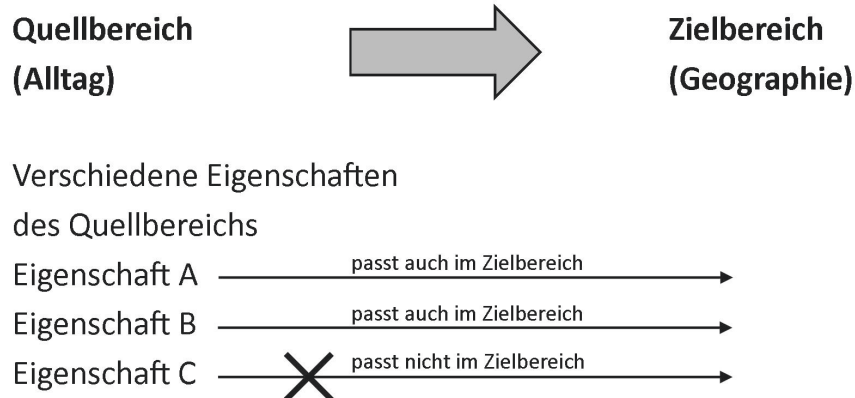 Quellbereich
(Alltag)
Zielbereich
(Geographie)
Verschiedene Eigenschaften
des Quellbereichs
Eigenschaft A passt auch im Zielbereich
Eigenschaft B passt auch im Zielbereich
Eigenschaft C passt nicht im Zielbereich